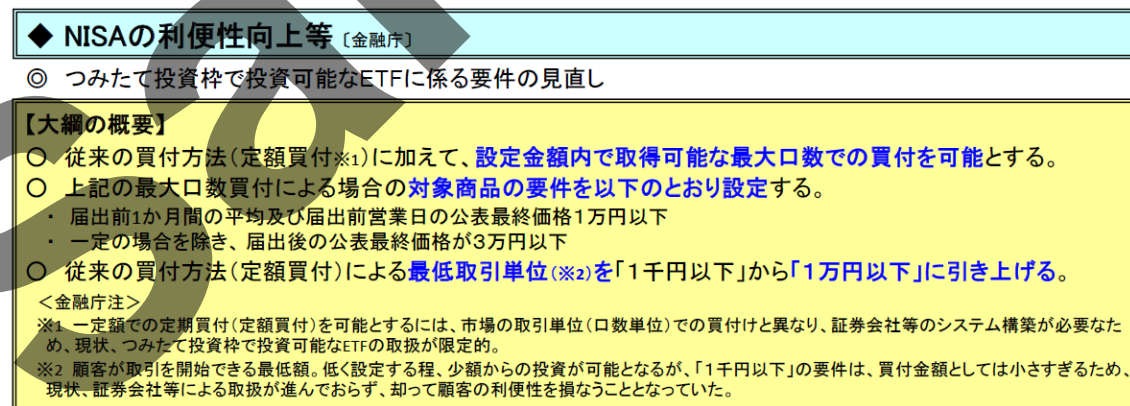 ◆ NISAの利便性向上等〔金融庁〕
◎ つみたて投資枠で投資可能なETFに係る要件の見直し
【大綱の概要】
○ 従来の買付方法(定額買付※1)に加えて、設定金額内で取得可能な最大口数での買付を可能とする。
○ 上記の最大口数買付による場合の対象商品の要件を以下のとおり設定する。
・ 届出前1か月間の平均及び届出前営業日の公表最終価格1万円以下
・ 一定の場合を除き、届出後の公表最終価格が3万円以下
○ 従来の買付方法(定額買付)による最低取引単位(※2)を「1千円以下」から「1万円以下」に引き上げる。
<金融庁注>
※1 一定額での定期買付(定額買付)を可能とするには、市場の取引単位(口数単位)での買付けと異なり、証券会社等のシステム構築が必要なた
め、現状、つみたて投資枠で投資可能なETFの取扱が限定的。
※2 顧客が取引を開始できる最低額。低く設定する程、少額からの投資が可能となるが、「1千円以下」の要件は、買付金額としては小さすぎるため、
現状、証券会社等による取扱が進んでおらず、却って顧客の利便性を損なうこととなっていた。